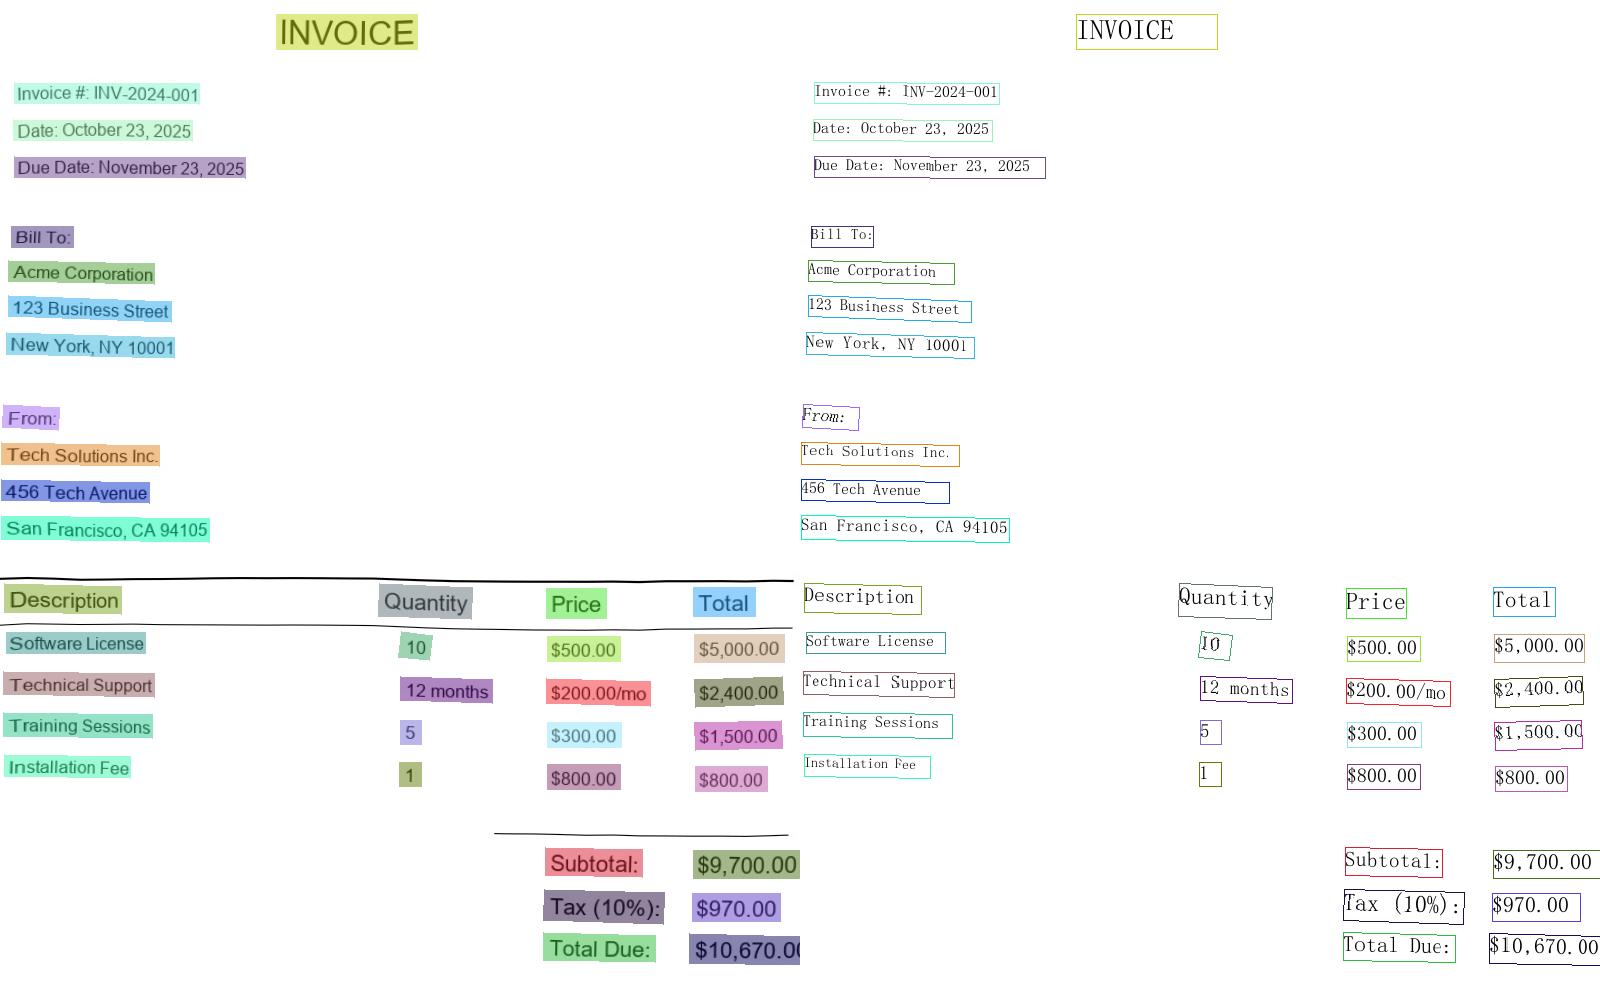 INVOICE INVOICE
Invoice #: INV-2024-001 Invoice #: INV-2024-001
Date: October 23, 2025 Date: October 23, 2025
Due Date: November 23, 2025 Due Date: November 23, 2025
Bill To: Bill To:
Acme Corporation Acme Corporation
123 Business Street 123 Business Street
New York, NY 10001 New York, NY 10001
From: From:
Tech Solutions Inc. Tech Solutions Inc.
456 Tech Avenue 456 Tech Avenue
San Francisco, CA 94105 San Francisco, CA 94105
Description Quantity Price Total Description Quantity Price Total
Software License 10 $500.00 $5,000.00 Software License 10 $500.00 $5,000.00
Technical Support 12 months $200.00/mo $2,400.00 Technical Support 12 months $200.00/mo $2,400.00
Training Sessions 5 $300.00 $1,500.00 Training Sessions 5 $300.00 $1,500.00
Installation Fee 1 $800.00 $800.00 Installation Fee 1 $800.00 $800.00
Subtotal: $9,700.00 Subtotal: $9,700.00
Tax (10%): $970.00 Tax (10%): $970.00
Total Due: $10,670.00 Total Due: $10,670.00